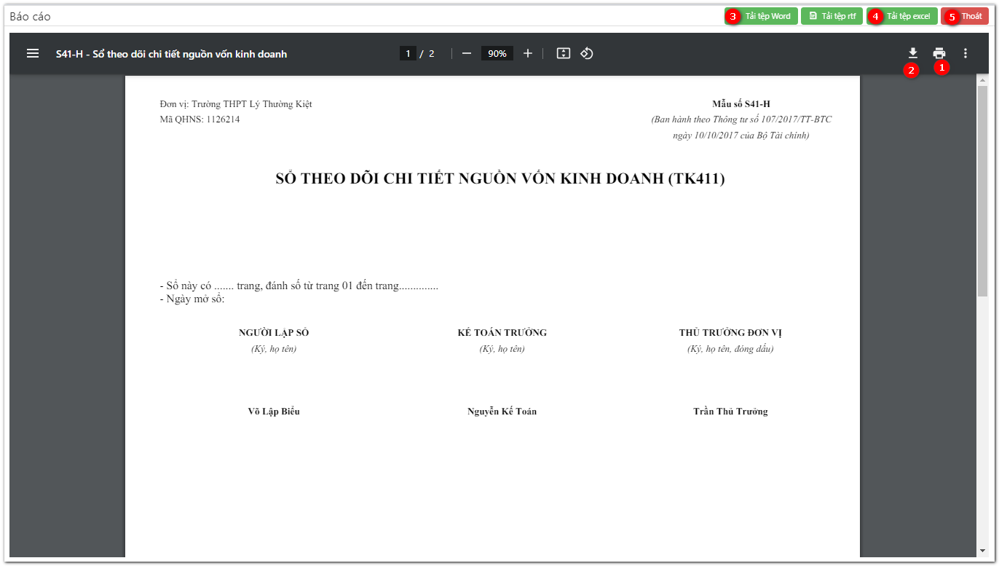 Báo cáo
3 Tải tệp Word
Tải tệp rtf
4 Tải tệp excel
5 Thoát
S41-H - Sổ theo dõi chi tiết nguồn vốn kinh doanh
1 / 2
90%
2
1
Đơn vị: Trường THPT Lý Thường Kiệt
Mã QHNS: 1126214
Mẫu số S41-H
(Ban hành theo Thông tư số 107/2017/TT-BTC
ngày 10/10/2017 của Bộ Tài chính)
SỔ THEO DÕI CHI TIẾT NGUỒN VỐN KINH DOANH (TK411)
- Sổ này có ....... trang, đánh số từ trang 01 đến trang..............
- Ngày mở sổ:
NGƯỜI LẬP SỔ
(Ký, họ tên)
KẾ TOÁN TRƯỞNG
(Ký, họ tên)
THỦ TRƯỞNG ĐƠN VỊ
(Ký, họ tên, đóng dấu)
Võ Lập Biểu
Nguyễn Kế Toán
Trần Thủ Trưởng